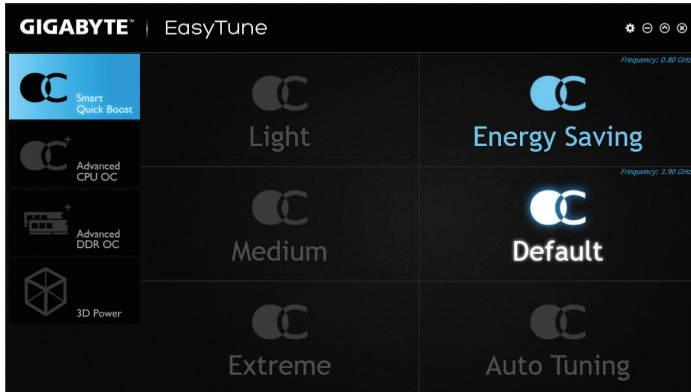 GIGABYTE™ | EasyTune
Smart
Quick Boost
Advanced
CPU OC
Advanced
DDR OC
3D Power
Light
Frequency: 0.80 GHz
Energy Saving
Medium
Frequency: 3.90 GHz
Default
Extreme
Auto Tuning